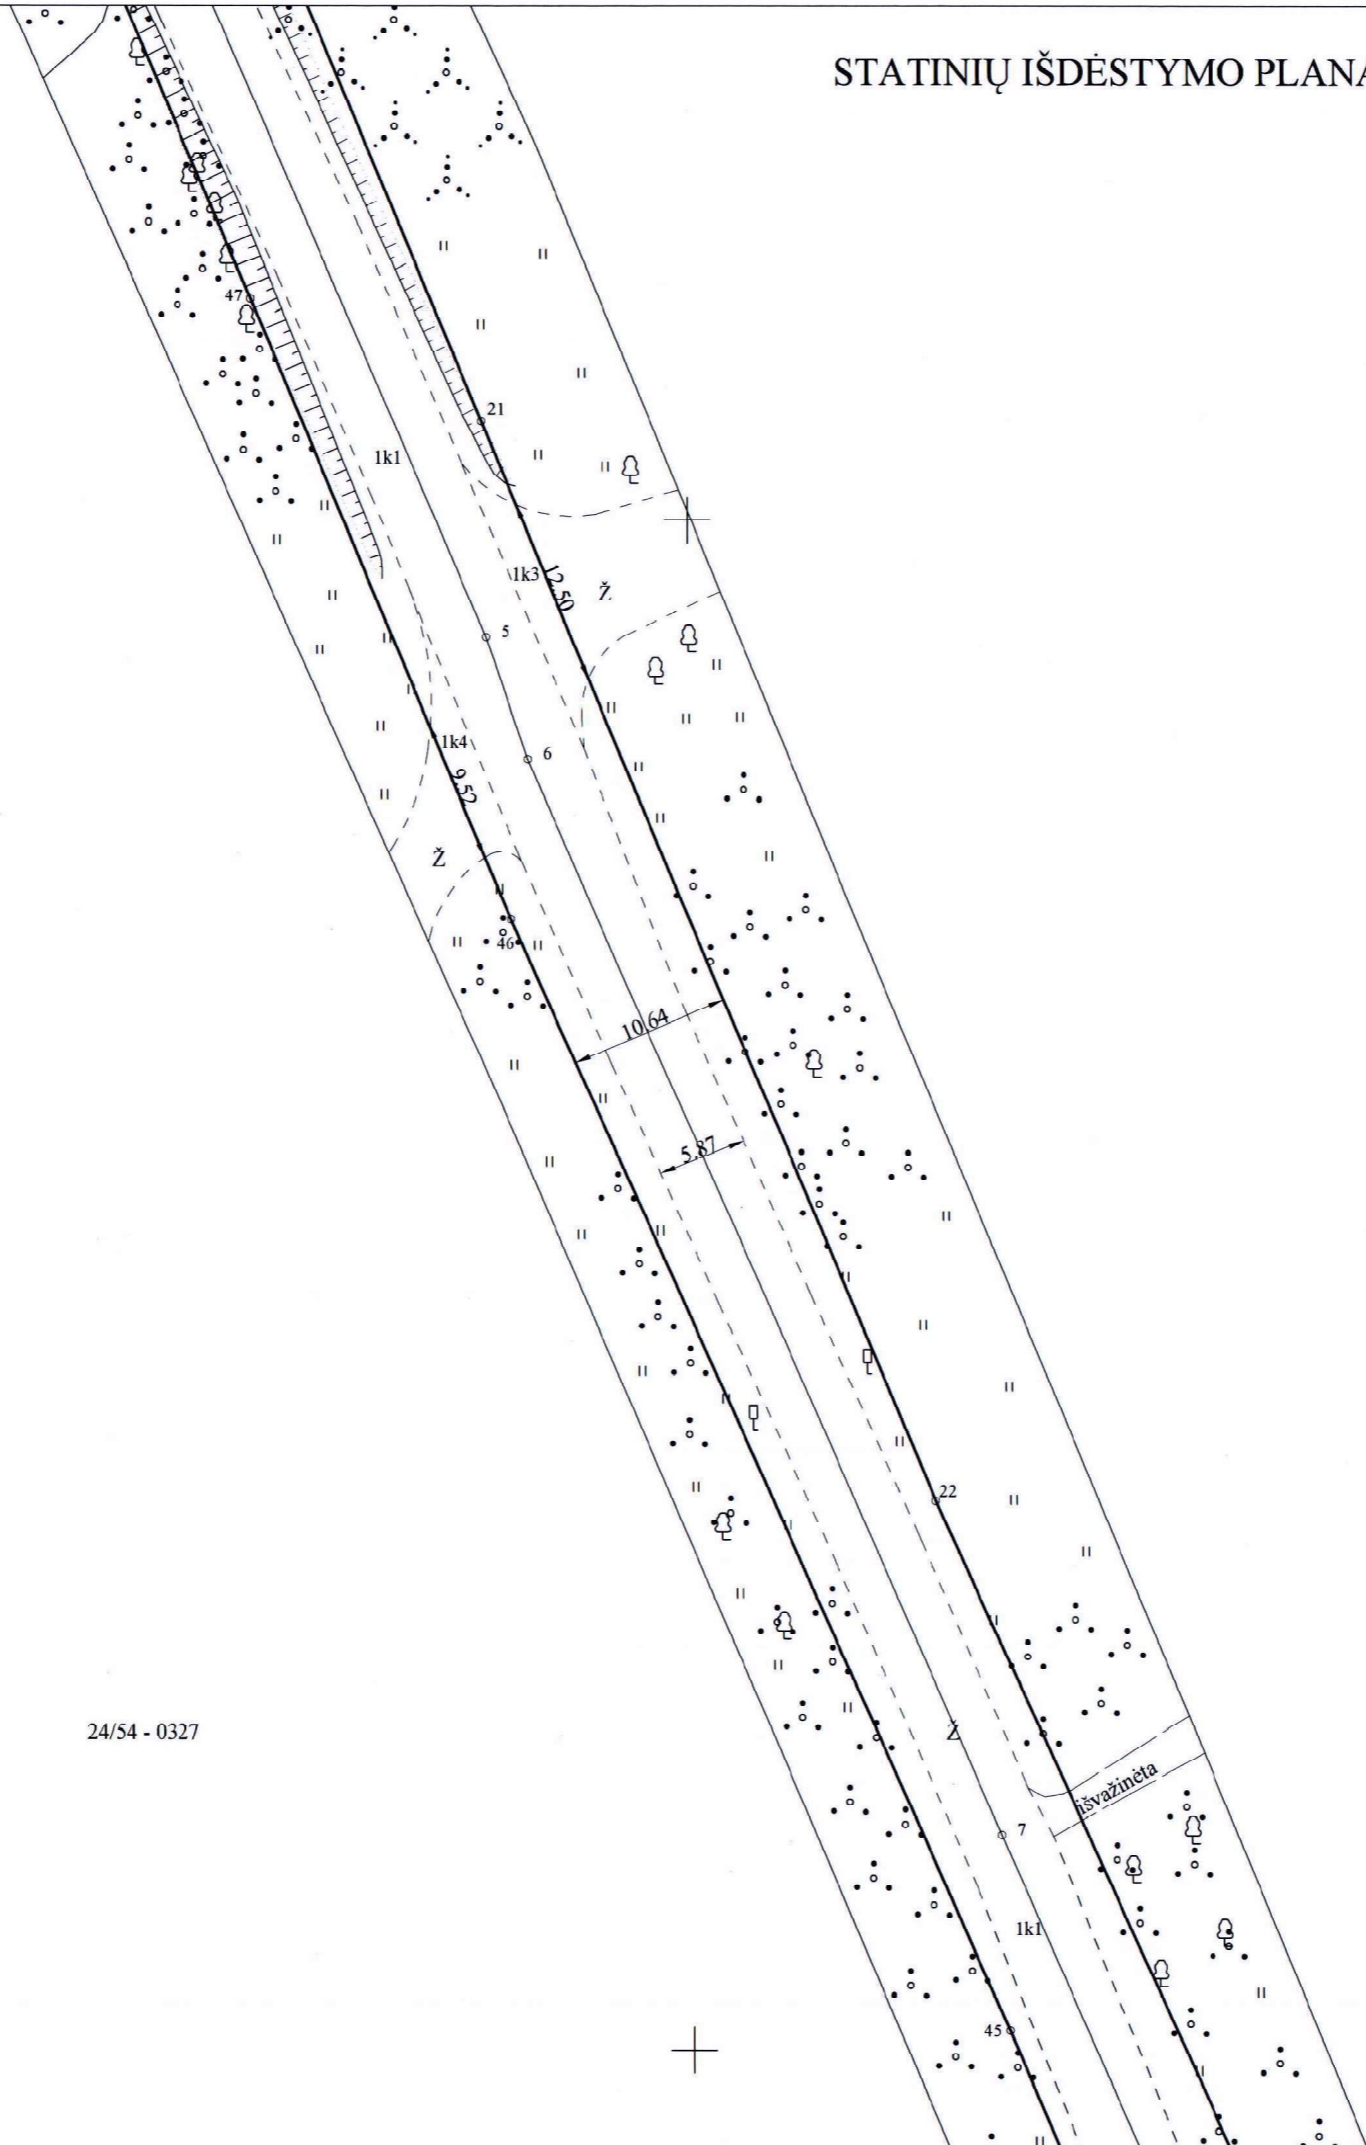 STATINIŲ IŠDĖSTYMO PLANA
47
21
1k1
1k3
12,50
Ž
5
1k4
6
9,52
Ž
46
10,64
5,87
22
24/54 - 0327
Ž
išvažinėta
7
1k1
45